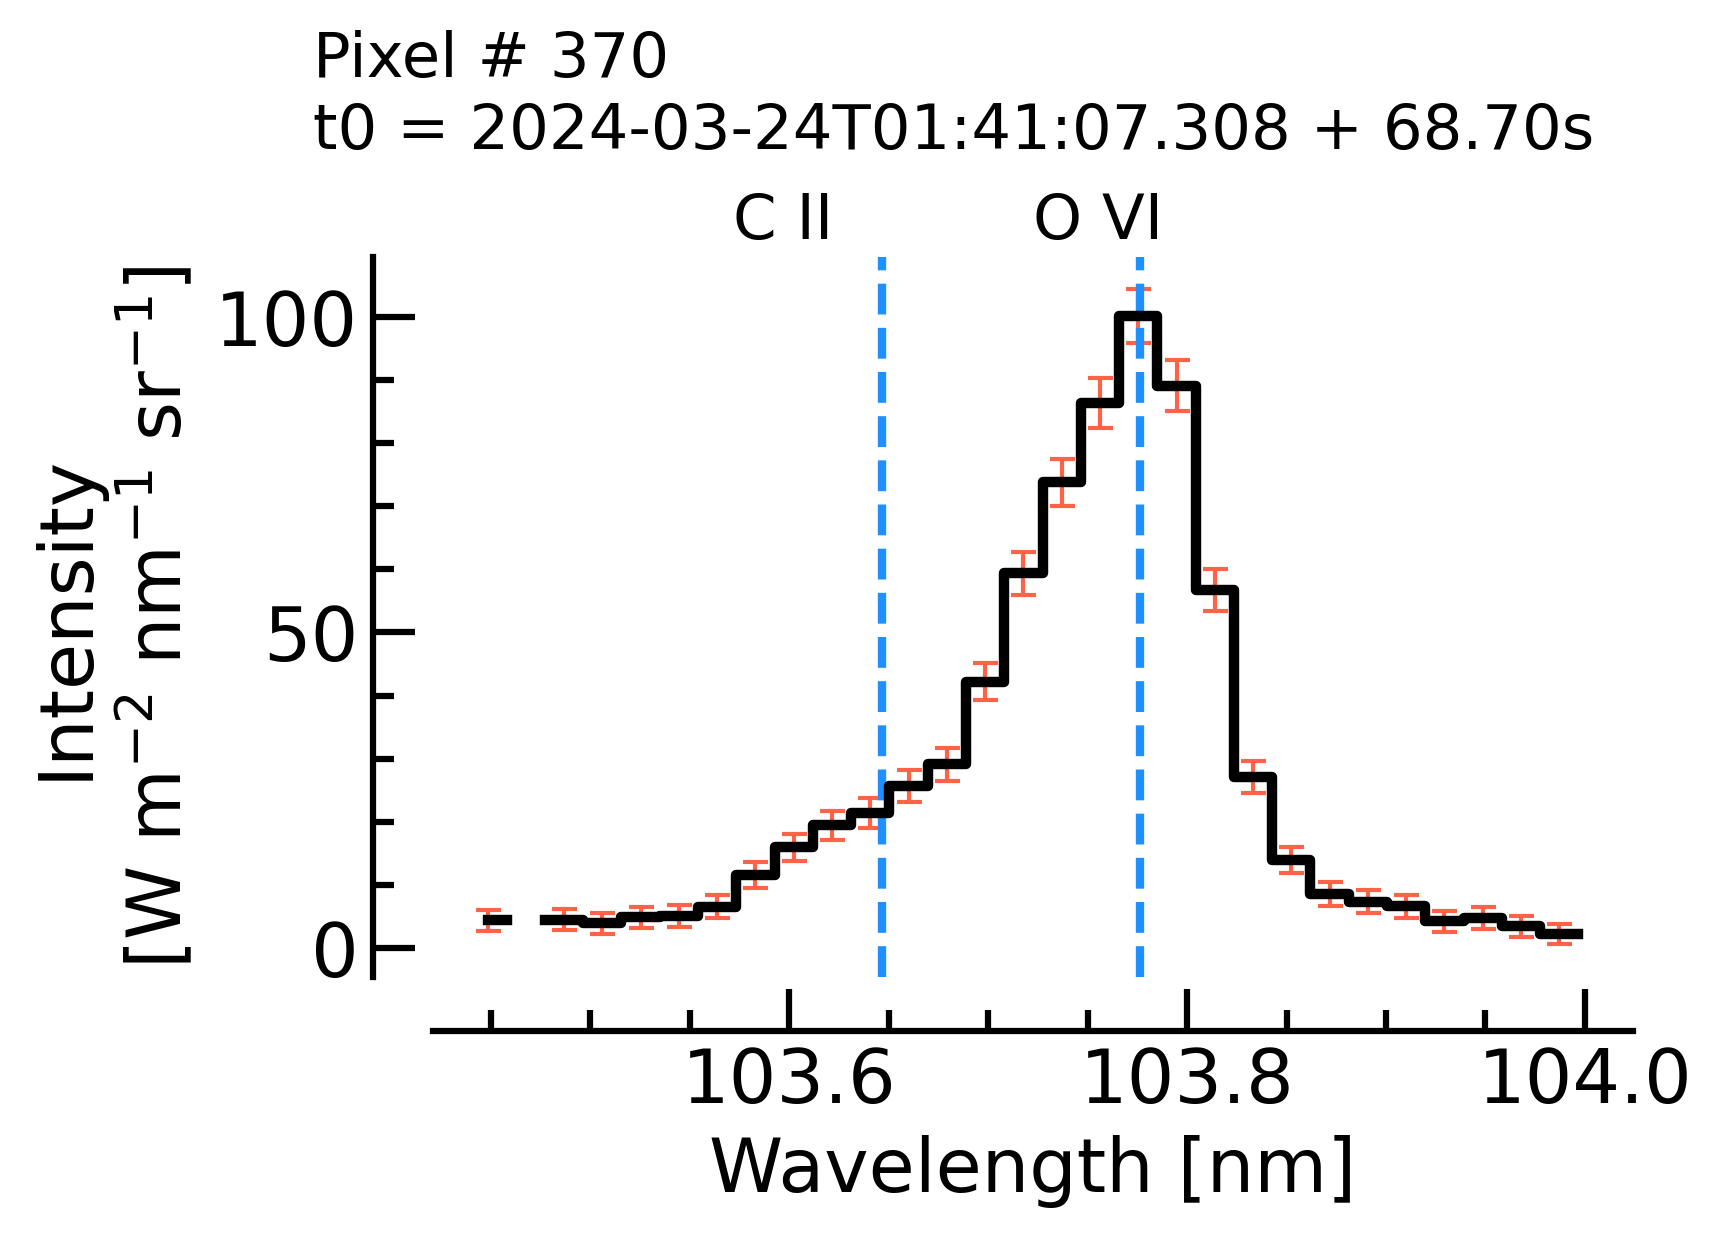 Pixel # 370
t0 = 2024-03-24T01:41:07.308 + 68.70s
C II
O VI
Intensity
[W m⁻² nm⁻¹ sr⁻¹]
100
50
0
103.6
103.8
104.0
Wavelength [nm]